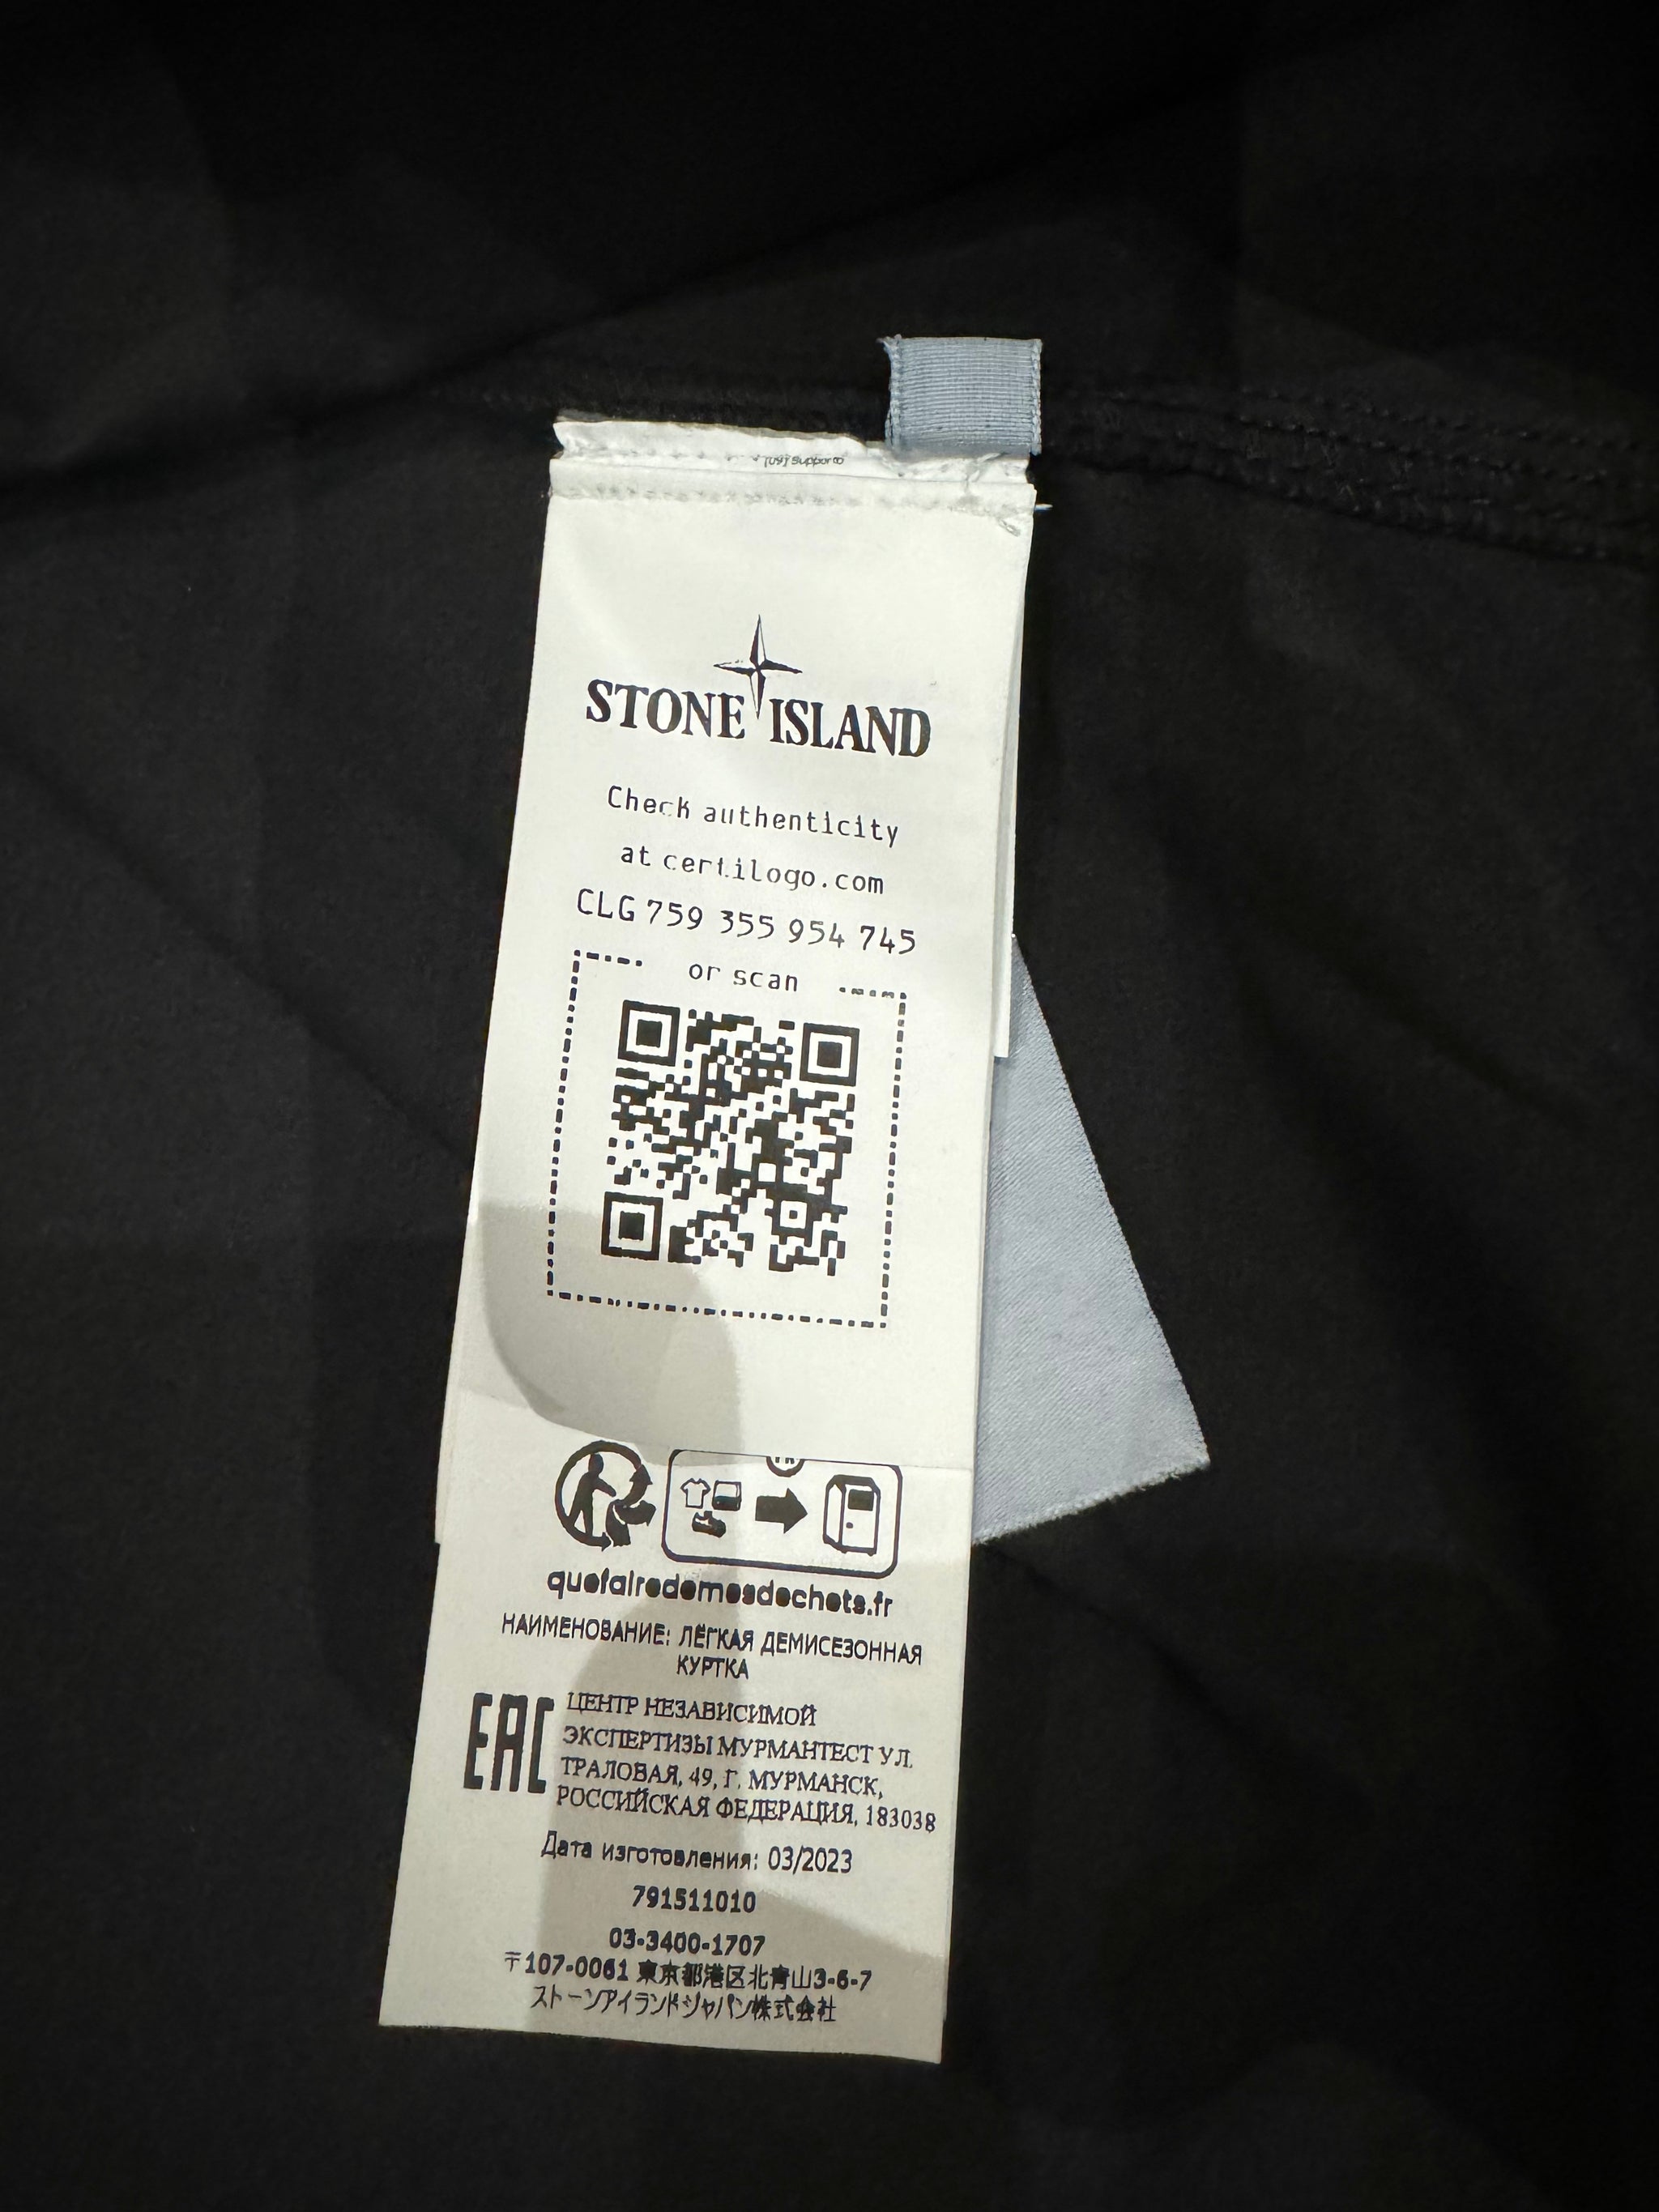 STONE ISLAND
Check authenticity
at certilogo.com
CLG 759 355 954 745
or scan
quefairedemesdechets.fr
НАИМЕНОВАНИЕ: ЛЁГКАЯ ДЕМИСЕЗОННАЯ
КУРТКА
EAC
ЦЕНТР НЕЗАВИСИМОЙ
ЭКСПЕРТИЗЫ МУРМАНТЕСТ УЛ.
ТРАЛОВАЯ, 49, Г. МУРМАНСК,
РОССИЙСКАЯ ФЕДЕРАЦИЯ, 183038
Дата изготовления: 03/2023
791511010
03-3400-1707
〒107-0061 東京都港区北青山3-6-7
ストーンアイランドジャパン株式会社